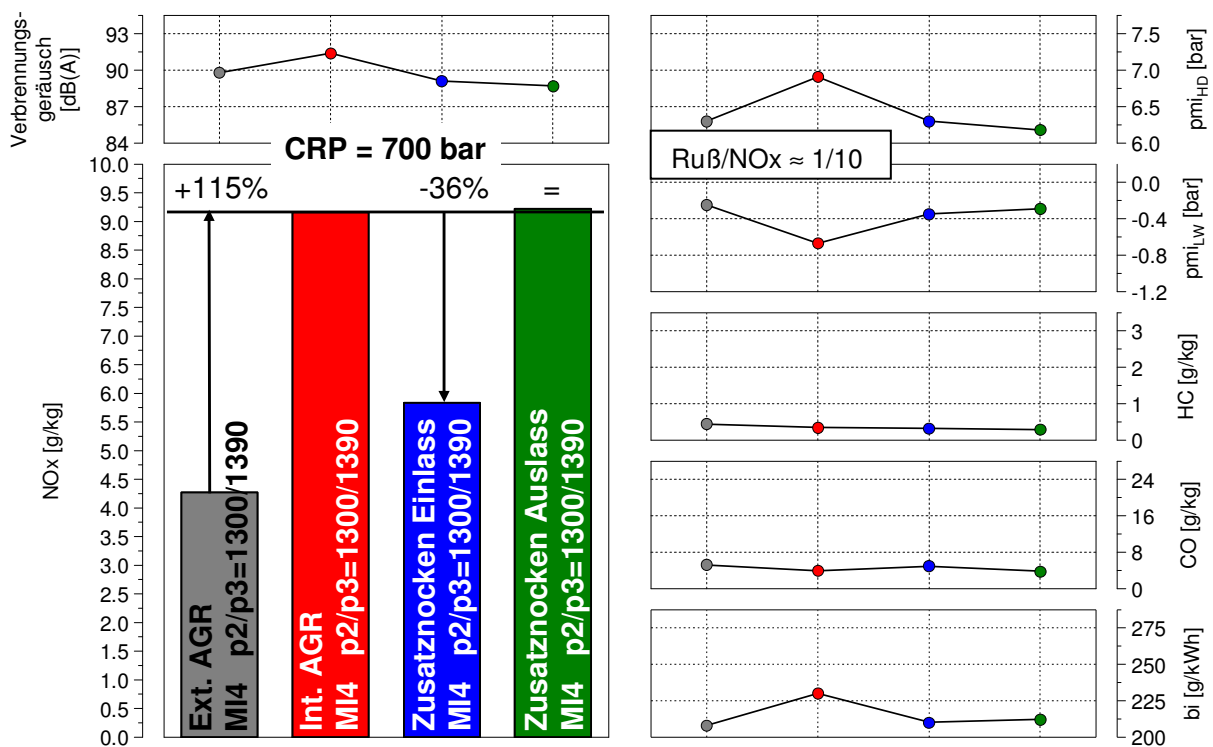 Verbrennungs-
geräusch
[dB(A)]
93
90
87
84
CRP = 700 bar
NOx [g/kg]
10.0
9.5
9.0
8.5
8.0
7.5
7.0
6.5
6.0
5.5
5.0
4.5
4.0
3.5
3.0
2.5
2.0
1.5
1.0
0.5
0.0
+115%
-36%
=
Ext. AGR
MI4 p2/p3=1300/1390
Int. AGR
MI4 p2/p3=1300/1390
Zusatznocken Einlass
MI4 p2/p3=1300/1390
Zusatznocken Auslass
MI4 p2/p3=1300/1390
7.5
7.0
6.5
6.0
pmiHD [bar]
Ruß/NOx ≈ 1/10
0.0
-0.4
-0.8
-1.2
pmiLW [bar]
3
2
1
0
HC [g/kg]
24
16
8
0
CO [g/kg]
275
250
225
200
bi [g/kWh]